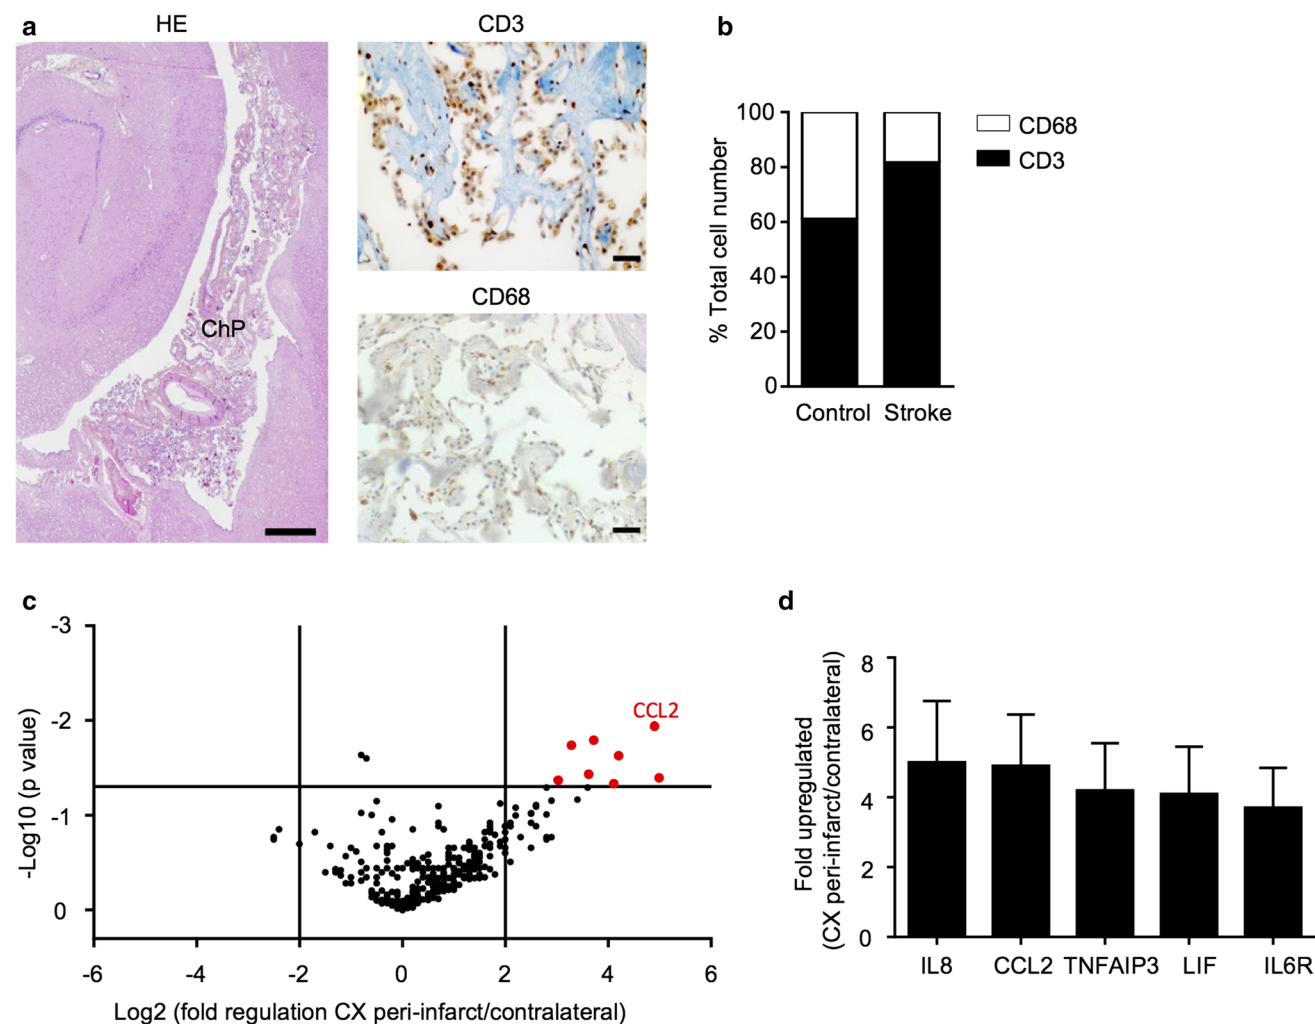 a
HE
CD3
ChP
CD68
b
% Total cell number
100
80
60
40
20
0
Control Stroke
CD68
CD3
c
-Log10 (p value)
-3
-2
-1
0
CCL2
-6 -4 -2 0 2 4 6
Log2 (fold regulation CX peri-infarct/contralateral)
d
Fold upregulated
(CX peri-infarct/contralateral)
8
6
4
2
0
IL8 CCL2 TNFAIP3 LIF IL6R